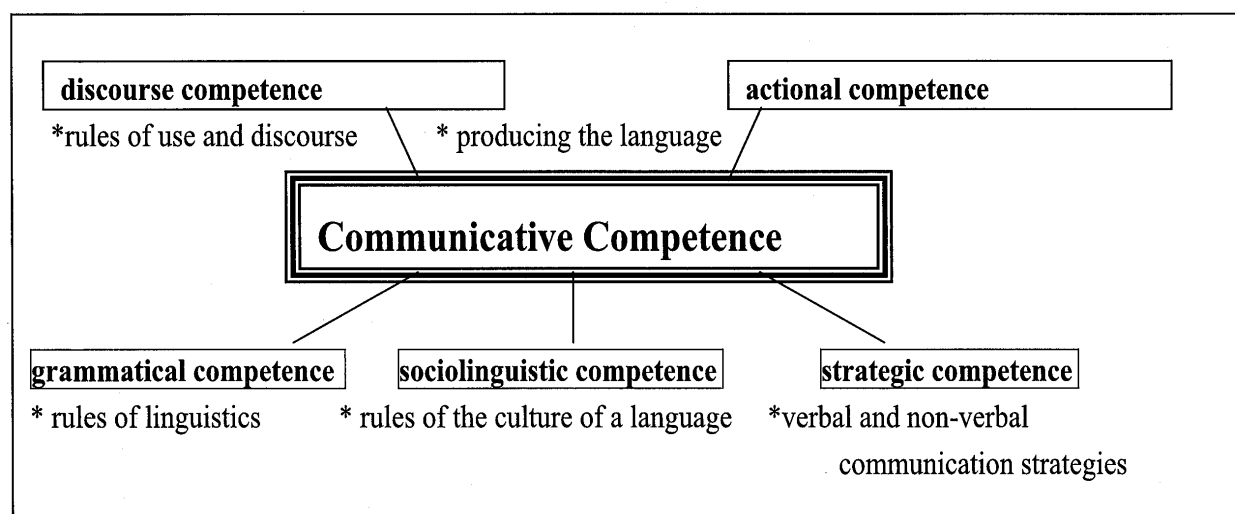 discourse competence
actional competence
*rules of use and discourse
* producing the language
Communicative Competence
grammatical competence
sociolinguistic competence
strategic competence
* rules of linguistics
* rules of the culture of a language
*verbal and non-verbal
communication strategies